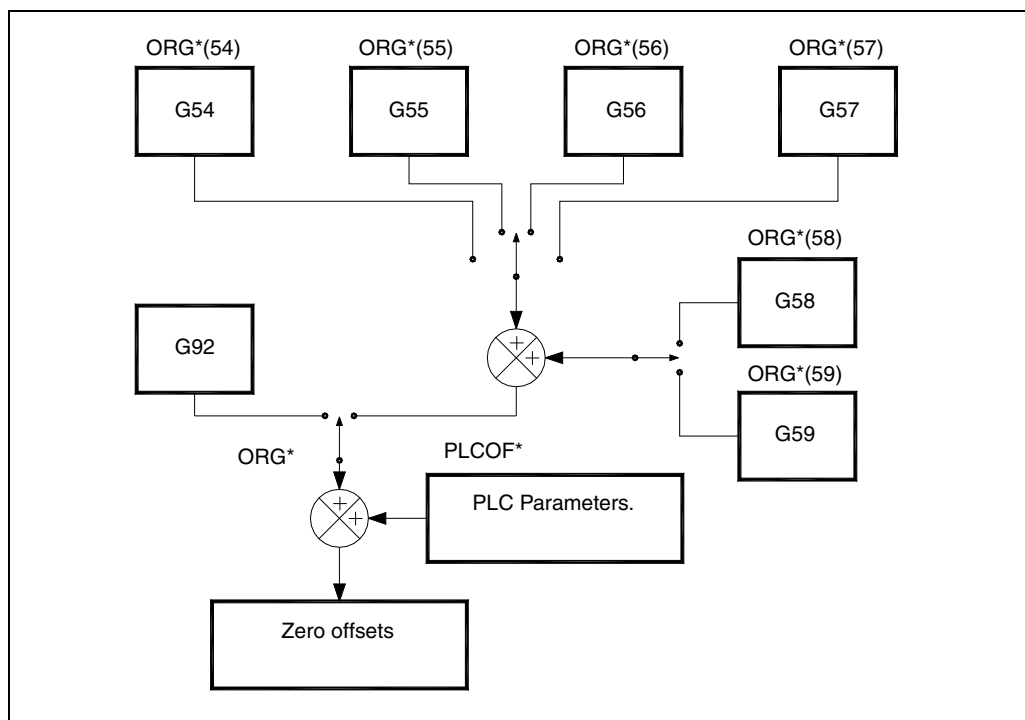 ORG*(54)
ORG*(55)
ORG*(56)
ORG*(57)
G54
G55
G56
G57
ORG*(58)
G58
G92
+
+
ORG*(59)
G59
ORG*
PLCOF*
PLC Parameters.
+
+
Zero offsets